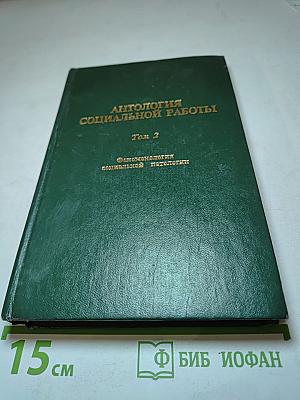 АНТОЛОГИЯ
СОЦИАЛЬНОЙ РАБОТЫ
Том 2
Феноменология
социальной патологии
15 см
Ф БИБ ИОФАН